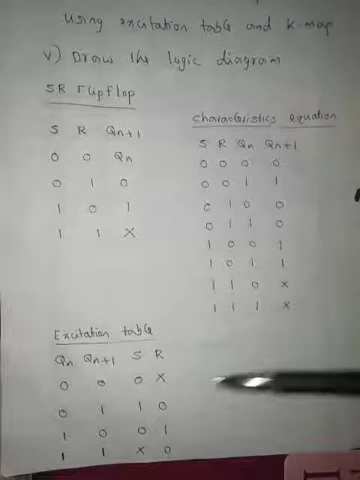 using excitation table and k-map
v) Draw the logic diagram
SR Flipflop
S R Qn+1
0 0 Qn
0 1 0
1 0 1
1 1 X
characteristics equation
S R Qn Qn+1
0 0 0 0
0 0 1 1
0 1 0 0
0 1 1 0
1 0 0 1
1 0 1 1
1 1 0 X
1 1 1 X
Excitation table
Qn Qn+1 S R
0 0 0 X
0 1 1 0
1 0 0 1
1 1 X 0